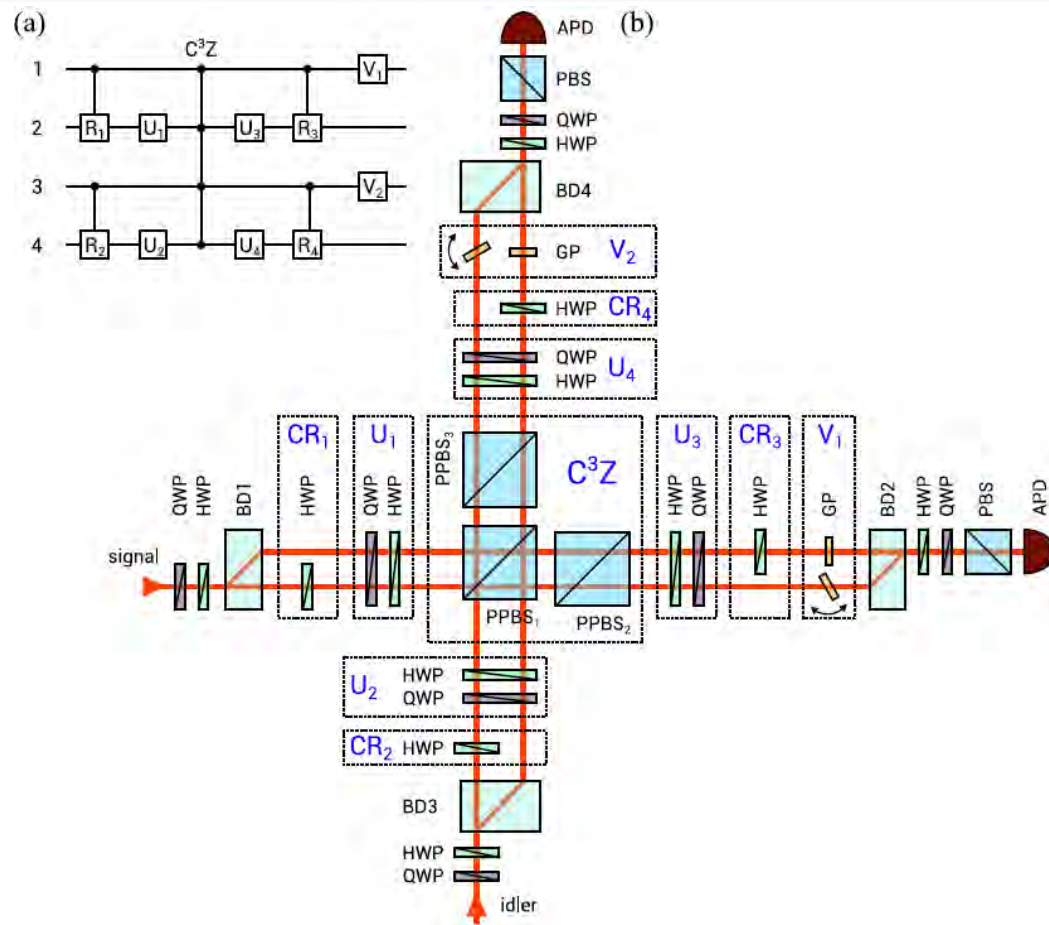 (a)
C³Z
1
V₁
2
R₁
U₁
U₃
R₃
3
V₂
4
R₂
U₂
U₄
R₄
(b)
APD
PBS
QWP
HWP
BD4
GP
V₂
HWP
CR₄
QWP
HWP
U₄
PPBS₃
C³Z
PPBS₁
PPBS₂
signal
QWP
HWP
BD1
CR₁
HWP
U₁
QWP
HWP
U₃
HWP
QWP
CR₃
HWP
V₁
GP
BD2
HWP
QWP
PBS
APD
U₂
HWP
QWP
CR₂
HWP
BD3
HWP
QWP
idler